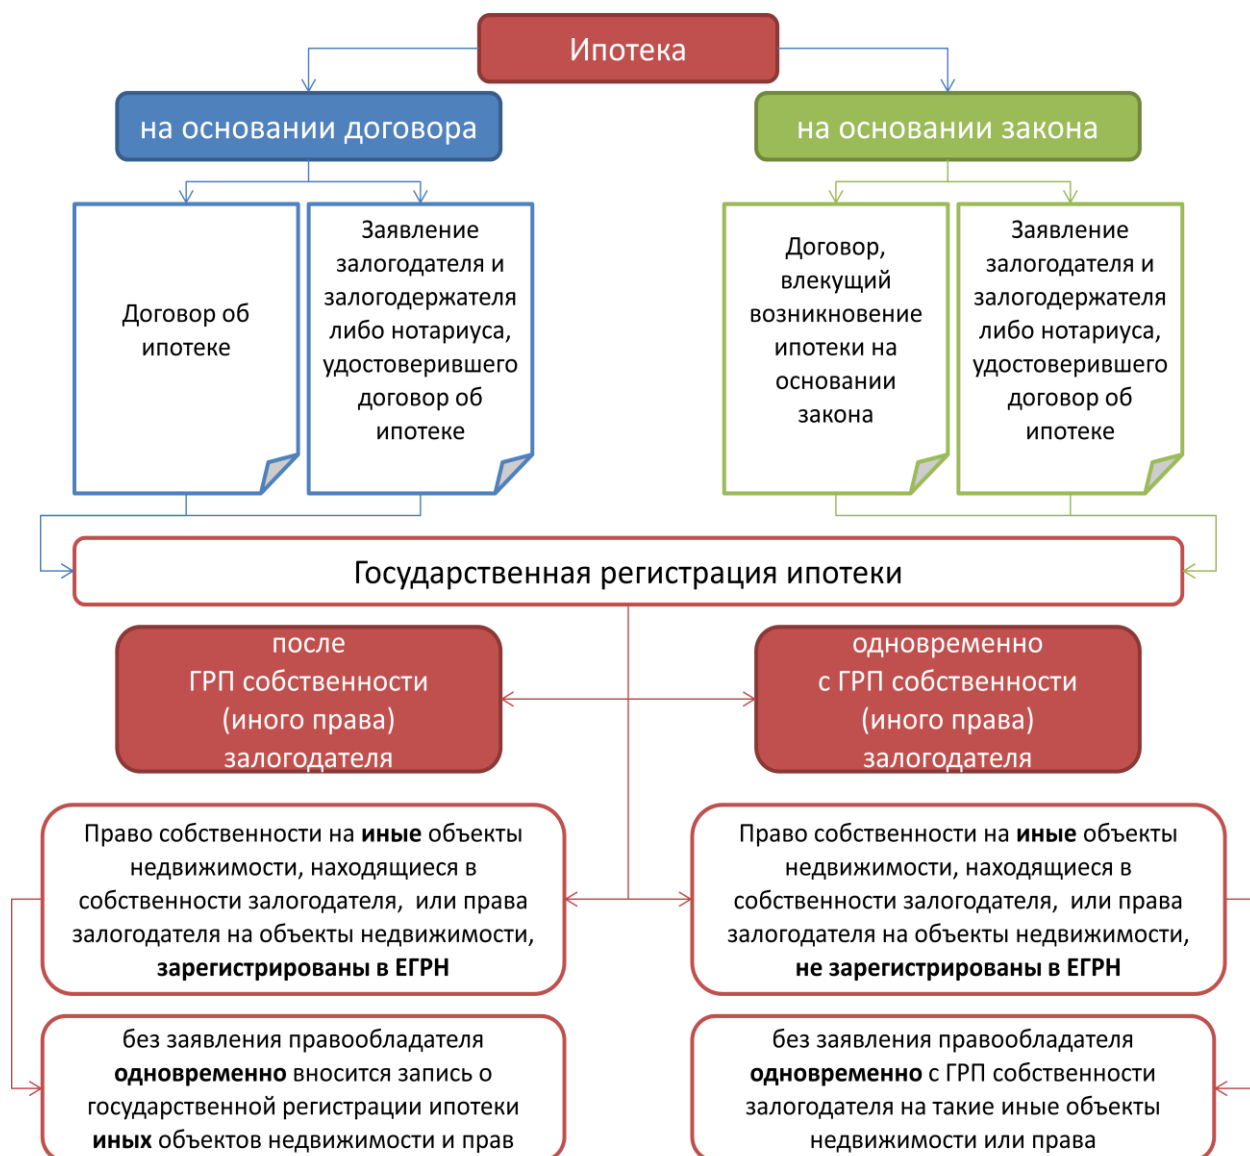 Ипотека
на основании договора
на основании закона
Договор об
ипотеке
Заявление
залогодателя и
залогодержателя
либо нотариуса,
удостоверившего
договор об
ипотеке
Договор,
влекущий
возникновение
ипотеки на
основании
закона
Заявление
залогодателя и
залогодержателя
либо нотариуса,
удостоверившего
договор об
ипотеке
Государственная регистрация ипотеки
после
ГРП собственности
(иного права)
залогодателя
одновременно
с ГРП собственности
(иного права)
залогодателя
Право собственности на иные объекты
недвижимости, находящиеся в
собственности залогодателя, или права
залогодателя на объекты недвижимости,
зарегистрированы в ЕГРН
Право собственности на иные объекты
недвижимости, находящиеся в
собственности залогодателя, или права
залогодателя на объекты недвижимости,
не зарегистрированы в ЕГРН
без заявления правообладателя
одновременно вносится запись о
государственной регистрации ипотеки
иных объектов недвижимости и прав
без заявления правообладателя
одновременно с ГРП собственности
залогодателя на такие иные объекты
недвижимости или права